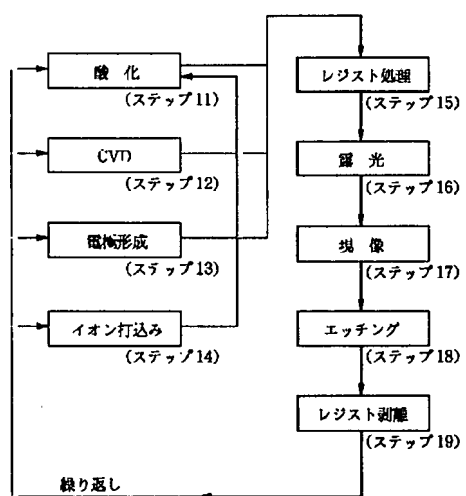 酸化
(ステップ11)
CVD
(ステップ12)
電極形成
(ステップ13)
イオン打込み
(ステップ14)
レジスト処理
(ステップ15)
露光
(ステップ16)
現像
(ステップ17)
エッチング
(ステップ18)
レジスト剥離
(ステップ19)
繰り返し